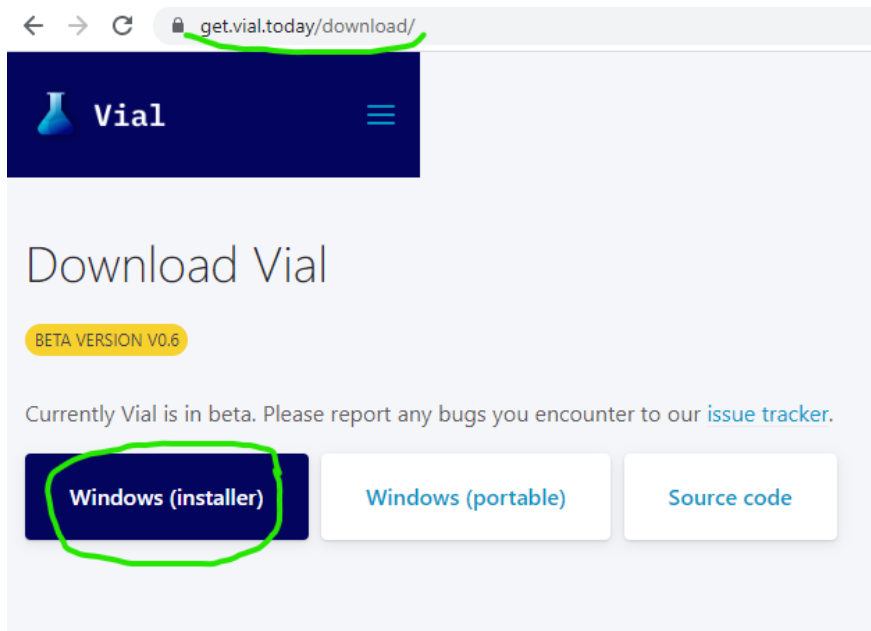 get.vial.today/download/
Vial
Download Vial
BETA VERSION V0.6
Currently Vial is in beta. Please report any bugs you encounter to our issue tracker.
Windows (installer) Windows (portable) Source code